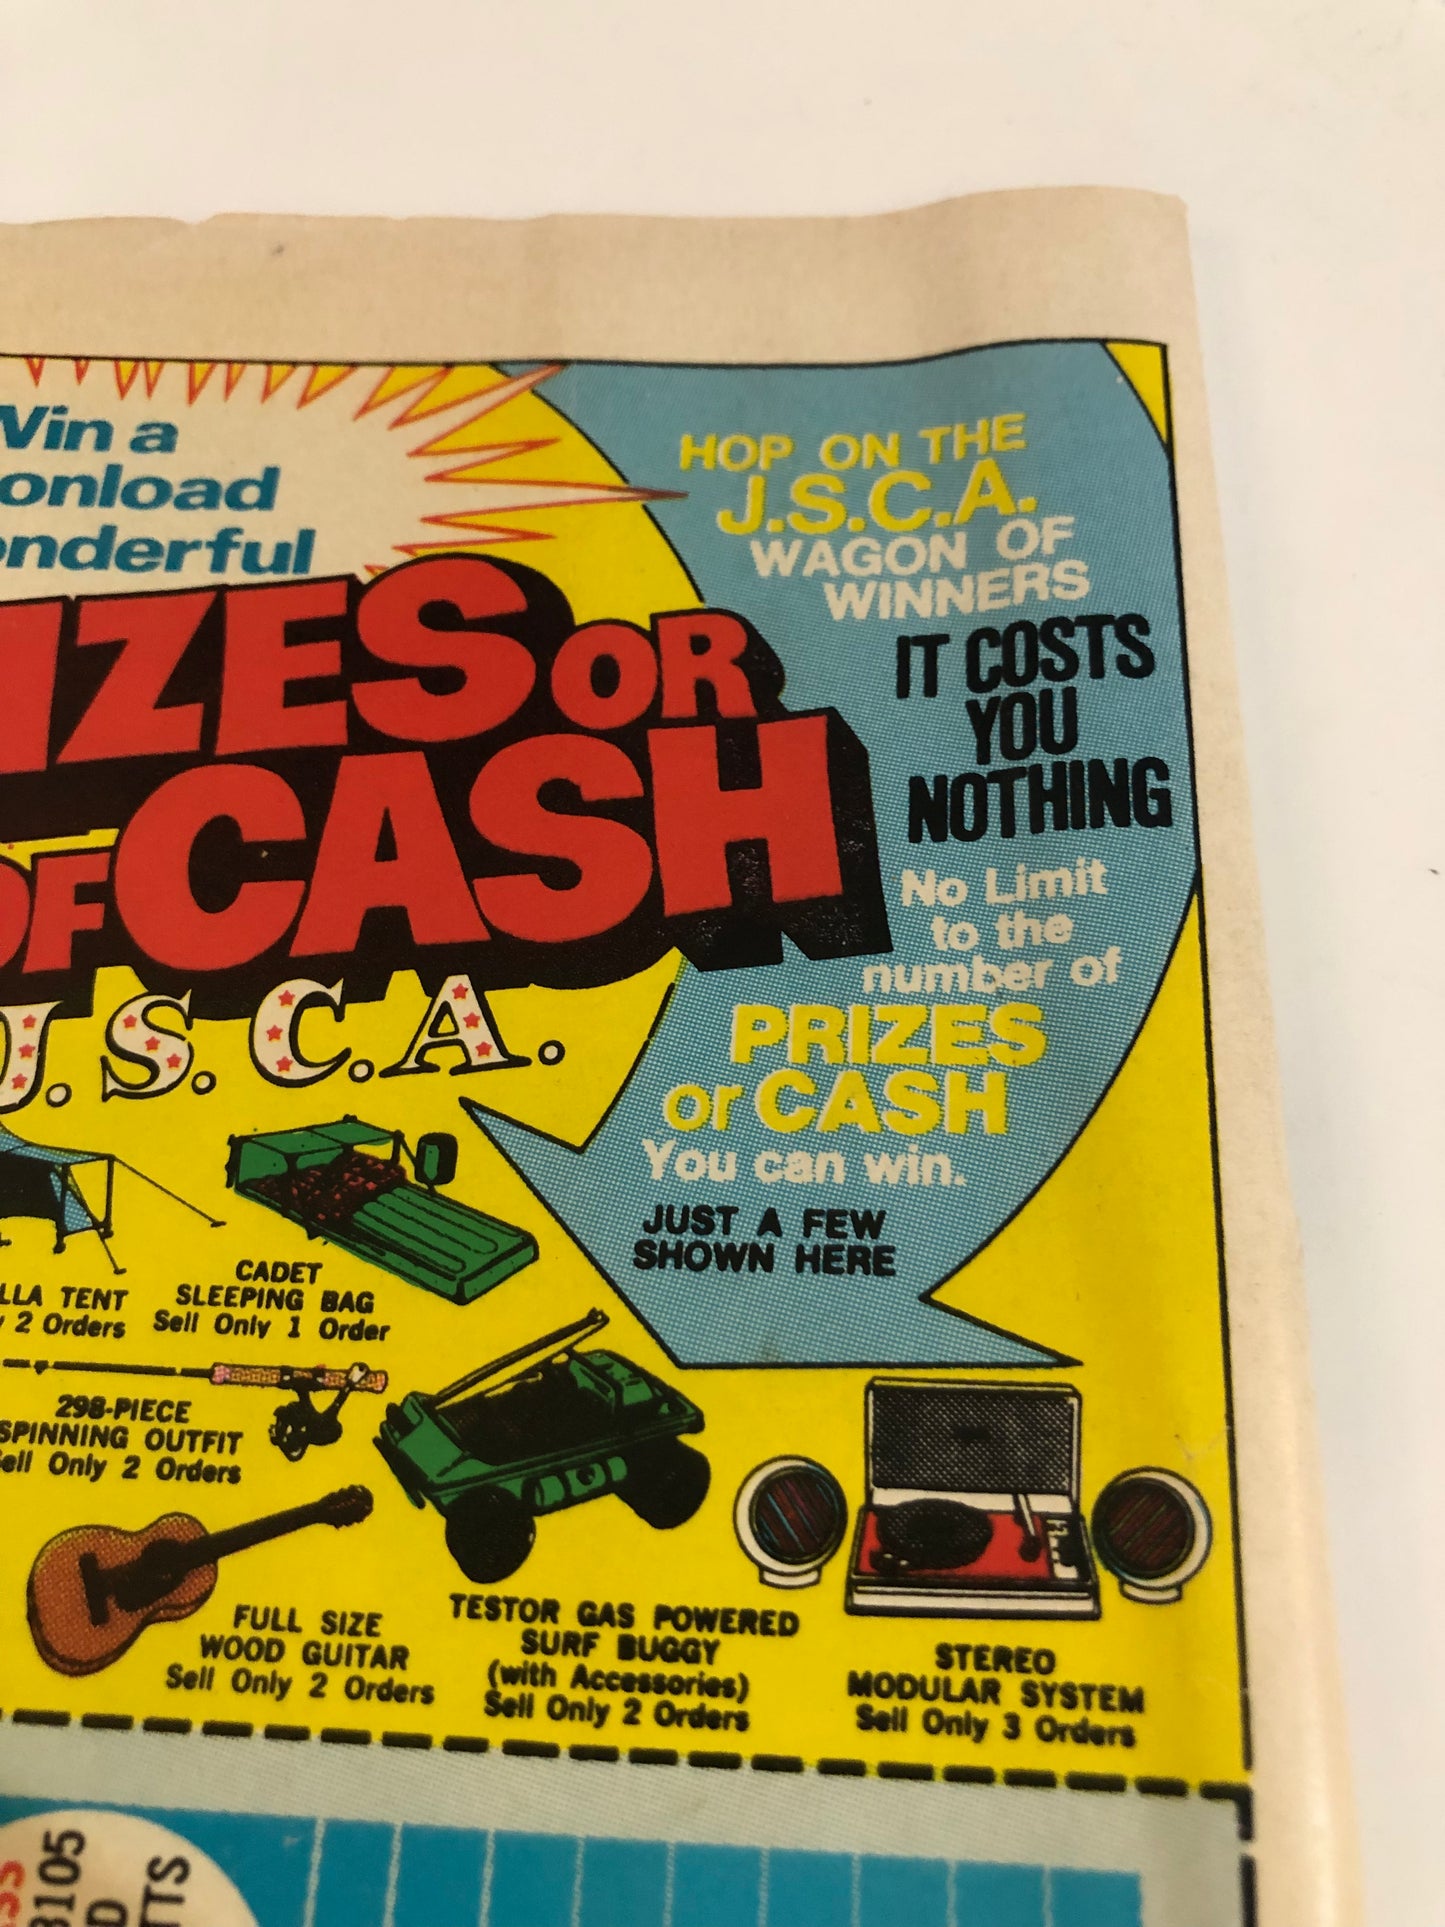 Win a
onload
onderful
IZES OR
OF CASH
J.S.C.A.
HOP ON THE
J.S.C.A.
WAGON OF
WINNERS
IT COSTS
YOU
NOTHING
No Limit
to the
number of
PRIZES
or CASH
You can win.
JUST A FEW
SHOWN HERE
LLA TENT
2 Orders
CADET
SLEEPING BAG
Sell Only 1 Order
298-PIECE
SPINNING OUTFIT
Sell Only 2 Orders
FULL SIZE
WOOD GUITAR
Sell Only 2 Orders
TESTOR GAS POWERED
SURF BUGGY
(with Accessories)
Sell Only 2 Orders
STEREO
MODULAR SYSTEM
Sell Only 3 Orders
SS
3105
D
TTS